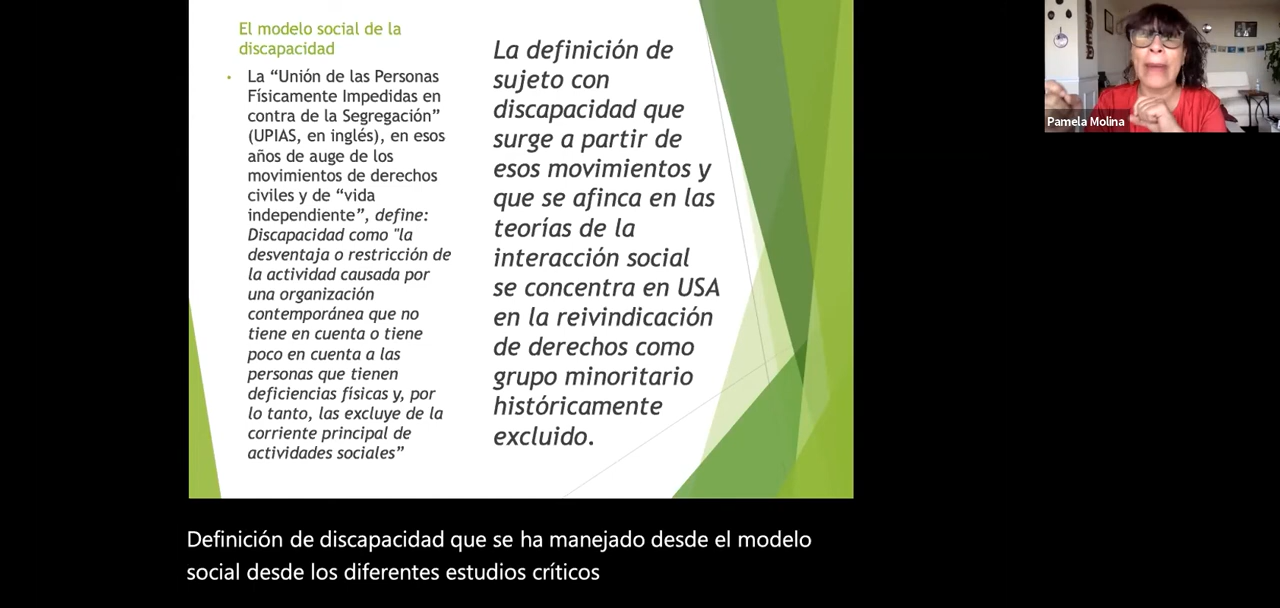 El modelo social de la
discapacidad
La “Unión de las Personas
Físicamente Impedidas en
contra de la Segregación”
(UPIAS, en inglés), en esos
años de auge de los
movimientos de derechos
civiles y de “vida
independiente”, define:
Discapacidad como "la
desventaja o restricción de
la actividad causada por
una organización
contemporánea que no
tiene en cuenta o tiene
poco en cuenta a las
personas que tienen
deficiencias físicas y, por
lo tanto, las excluye de la
corriente principal de
actividades sociales”
La definición de
sujeto con
discapacidad que
surge a partir de
esos movimientos y
que se afinca en las
teorías de la
interacción social
se concentra en USA
en la reivindicación
de derechos como
grupo minoritario
históricamente
excluido.
Pamela Molina
Definición de discapacidad que se ha manejado desde el modelo
social desde los diferentes estudios críticos